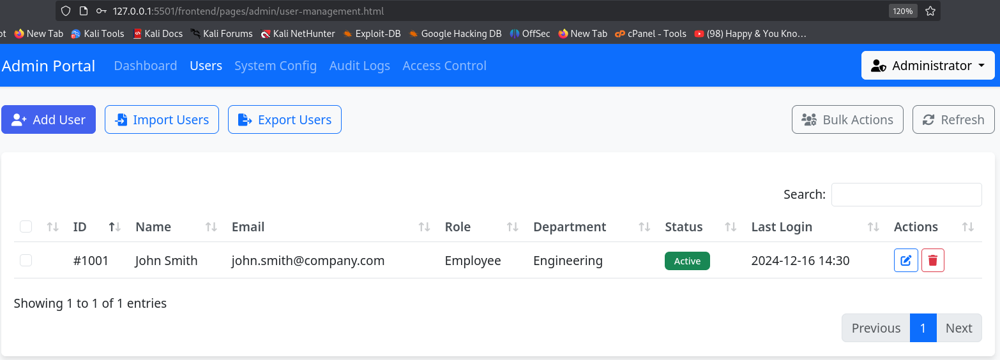 127.0.0.1:5501/frontend/pages/admin/user-management.html 120%
ot New Tab Kali Tools Kali Docs Kali Forums Kali NetHunter Exploit-DB Google Hacking DB OffSec New Tab cPanel - Tools (98) Happy & You Kno…
Admin Portal Dashboard Users System Config Audit Logs Access Control Administrator
Add User Import Users Export Users Bulk Actions Refresh
Search:
ID Name Email Role Department Status Last Login Actions
#1001 John Smith john.smith@company.com Employee Engineering Active 2024-12-16 14:30
Showing 1 to 1 of 1 entries
Previous 1 Next